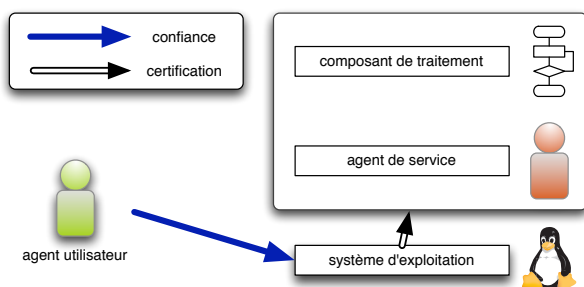 confiance
certification
composant de traitement
agent de service
agent utilisateur
système d'exploitation